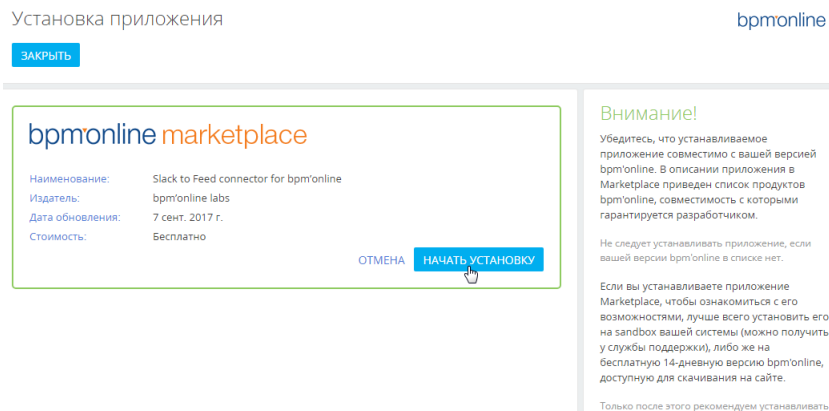 Установка приложения
bpm'online
ЗАКРЫТЬ
bpm'online marketplace
Наименование: Slack to Feed connector for bpm'online
Издатель: bpm'online labs
Дата обновления: 7 сент. 2017 г.
Стоимость: Бесплатно
ОТМЕНА НАЧАТЬ УСТАНОВКУ
Внимание!
Убедитесь, что устанавливаемое
приложение совместимо с вашей версией
bpm'online. В описании приложения в
Marketplace приведен список продуктов
bpm'online, совместимость с которыми
гарантируется разработчиком.
Не следует устанавливать приложение, если
вашей версии bpm'online в списке нет.
Если вы устанавливаете приложение
Marketplace, чтобы ознакомиться с его
возможностями, лучше всего установить его
на sandbox вашей системы (можно получить
у службы поддержки), либо же на
бесплатную 14-дневную версию bpm'online,
доступную для скачивания на сайте.
Только после этого рекомендуем устанавливать